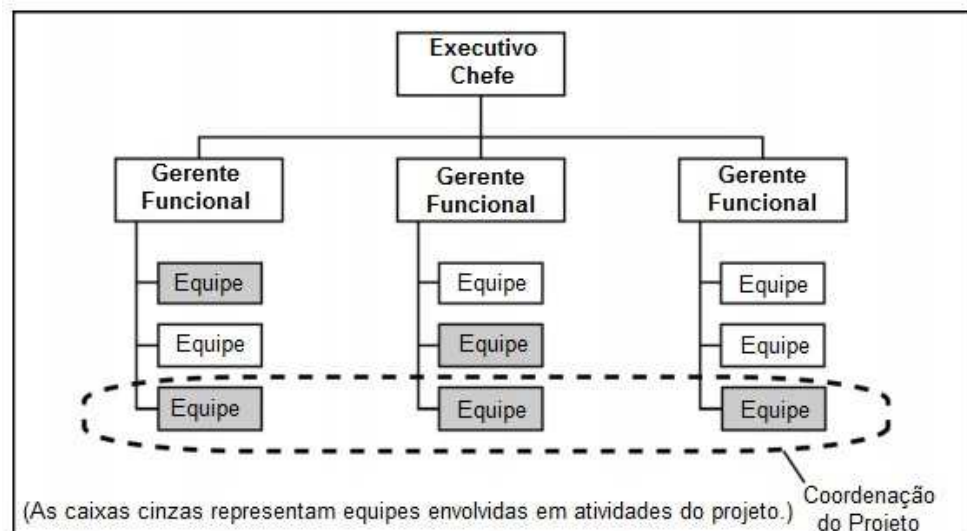 Executivo
Chefe
Gerente
Funcional
Gerente
Funcional
Gerente
Funcional
Equipe
Equipe
Equipe
Equipe
Equipe
Equipe
Equipe
Equipe
Equipe
(As caixas cinzas representam equipes envolvidas em atividades do projeto.)
Coordenação
do Projeto